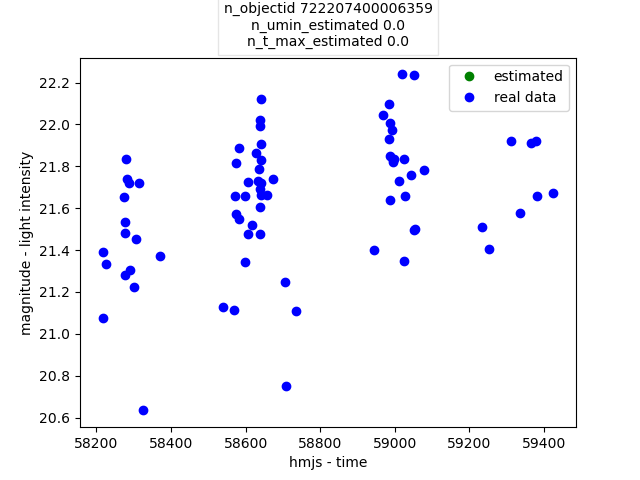 n_objectid 722207400006359
n_umin_estimated 0.0
n_t_max_estimated 0.0
estimated
real data
magnitude - light intensity
22.2
22.0
21.8
21.6
21.4
21.2
21.0
20.8
20.6
58200 58400 58600 58800 59000 59200 59400
hmjs - time